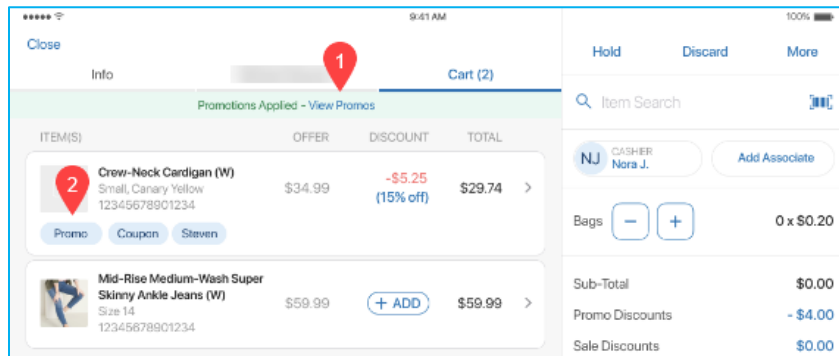 9:41 AM
100%
Close
Info
Cart (2)
1
Promotions Applied - View Promos
ITEM(S) OFFER DISCOUNT TOTAL
Crew-Neck Cardigan (W)
Small, Canary Yellow
12345678901234
$34.99
-$5.25
(15% off)
$29.74
2
Promo Coupon Steven
Mid-Rise Medium-Wash Super
Skinny Ankle Jeans (W)
Size 14
12345678901234
$59.99
+ ADD
$59.99
Hold Discard More
Item Search
NJ
CASHIER
Nora J.
Add Associate
Bags − + 0 x $0.20
Sub-Total $0.00
Promo Discounts - $4.00
Sale Discounts $0.00